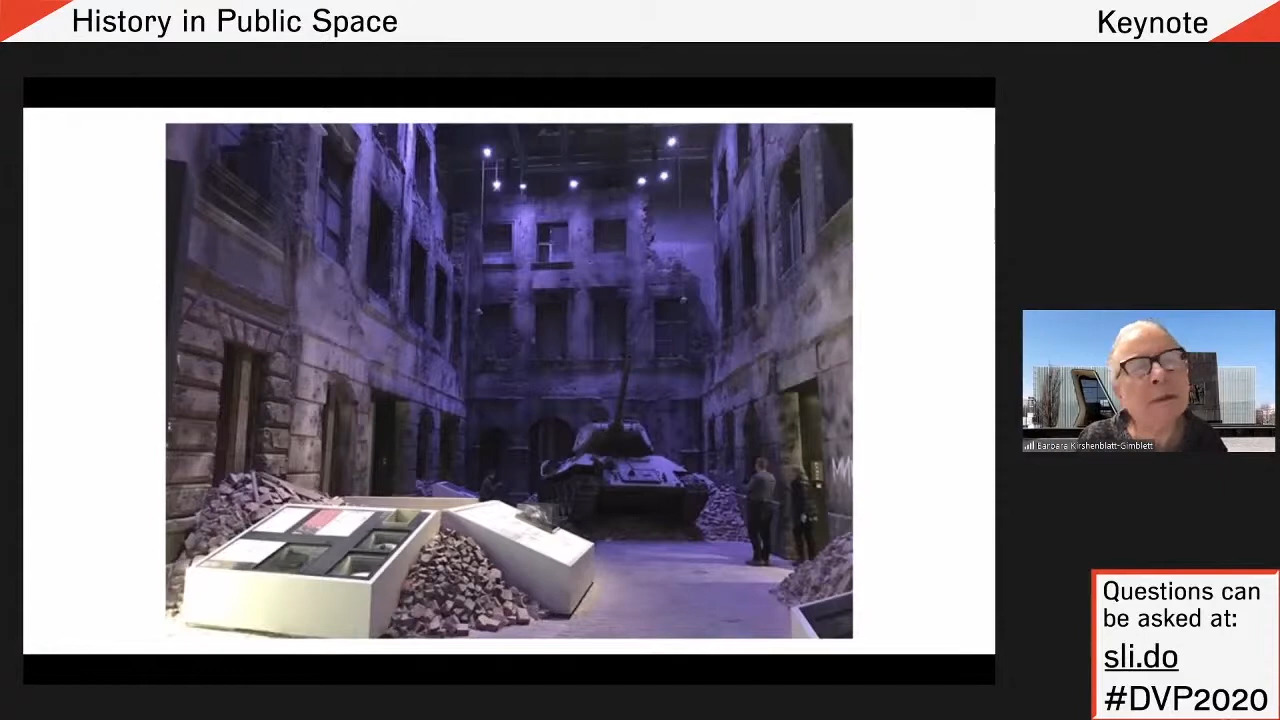 History in Public Space
Keynote
Barbara Kirshenblatt-Gimblett
Questions can
be asked at:
sli.do
#DVP2020